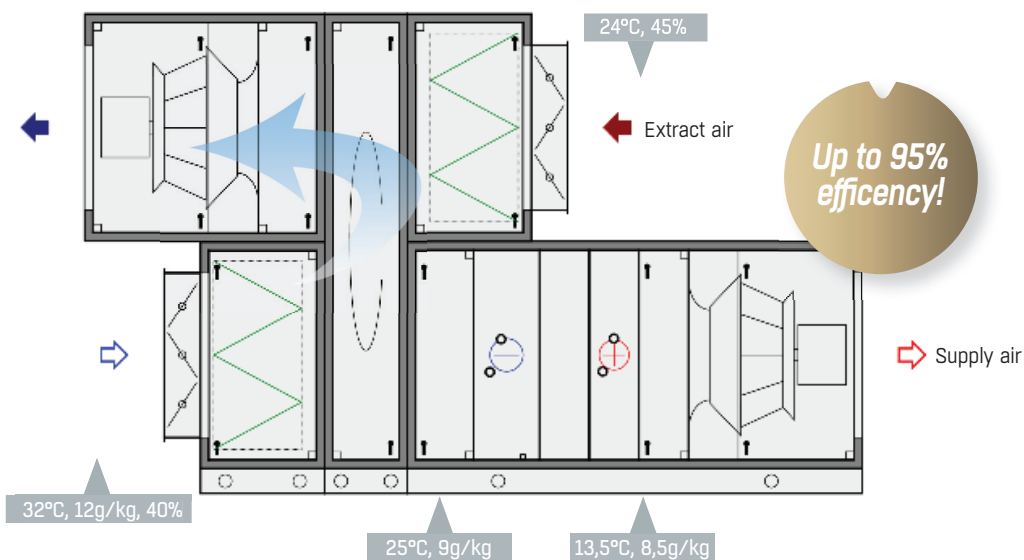 24°C, 45%
Extract air
Up to 95%
efficency!
Supply air
32°C, 12g/kg, 40%
25°C, 9g/kg
13,5°C, 8,5g/kg